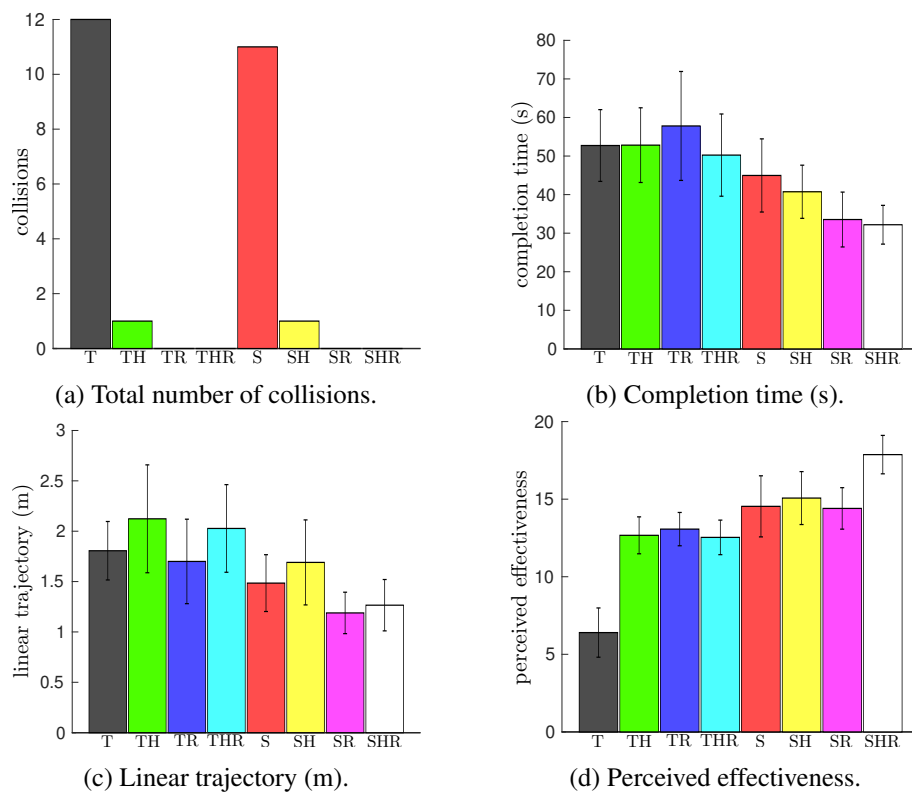 12
10
8
6
4
2
0
collisions
T TH TR THR S SH SR SHR
(a) Total number of collisions.
80
70
60
50
40
30
20
10
0
completion time (s)
T TH TR THR S SH SR SHR
(b) Completion time (s).
3
2.5
2
1.5
1
0.5
0
linear trajectory (m)
T TH TR THR S SH SR SHR
(c) Linear trajectory (m).
20
15
10
5
0
perceived effectiveness
T TH TR THR S SH SR SHR
(d) Perceived effectiveness.